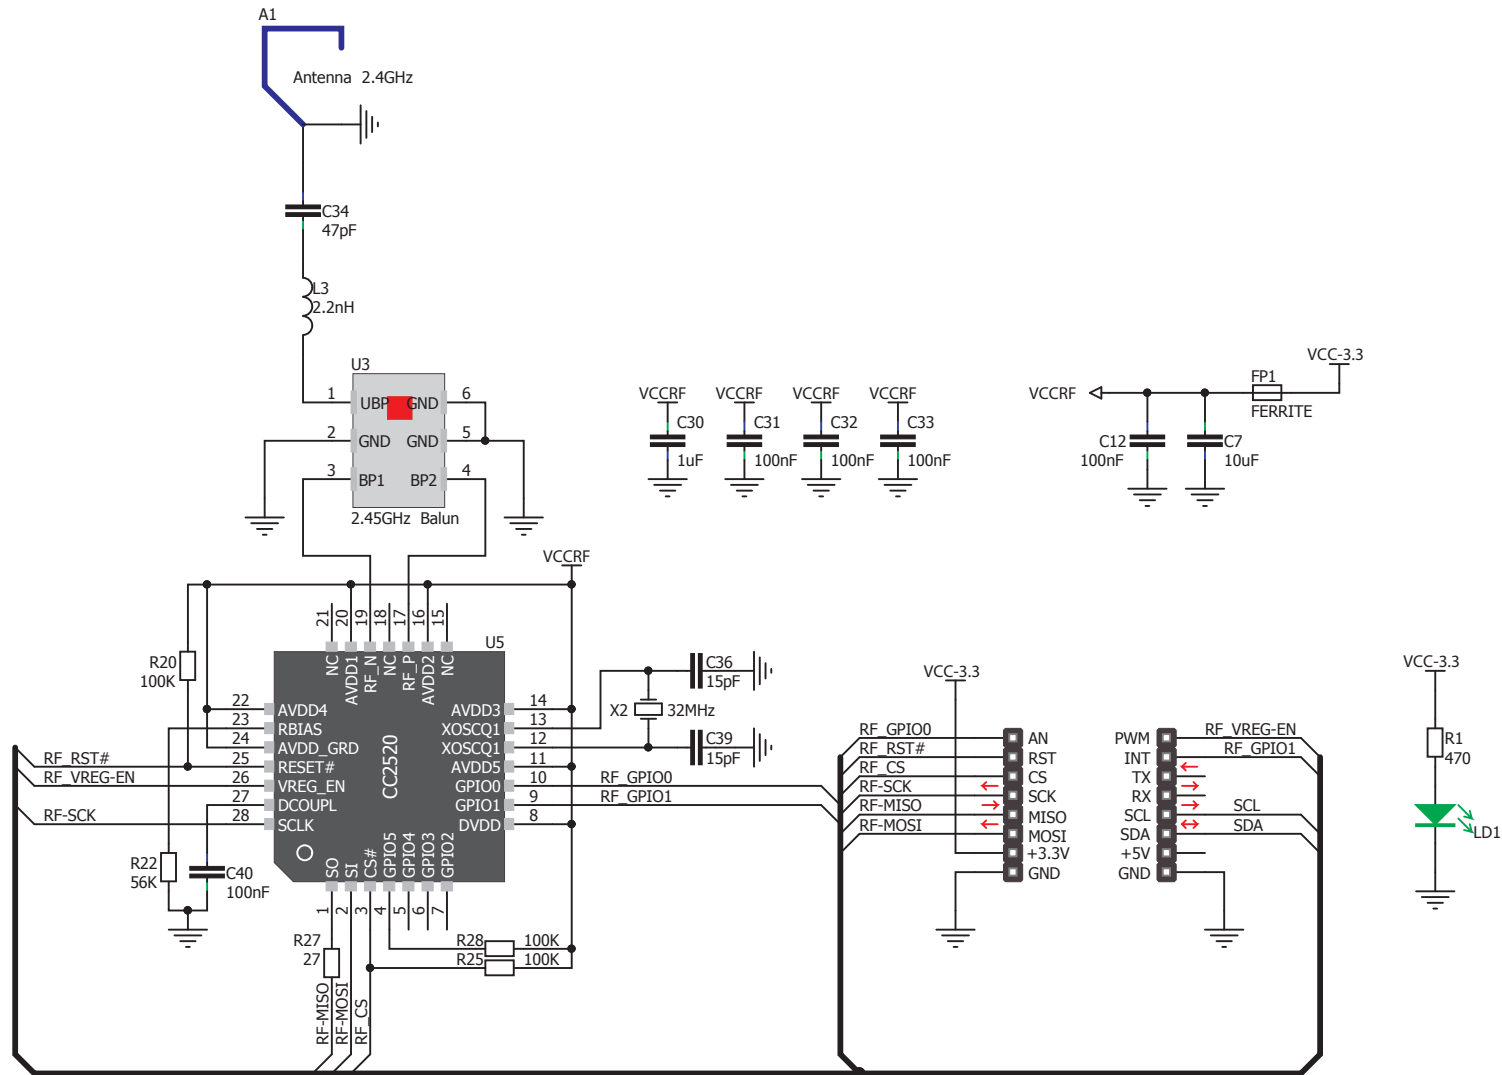 A1
Antenna 2.4GHz
C34
47pF
L3
2.2nH
U3
1 UBP GND 6
2 GND GND 5
3 BP1 BP2 4
2.45GHz Balun
VCCRF
C30
1uF
VCCRF
C31
100nF
VCCRF
C32
100nF
VCCRF
C33
100nF
VCC-3.3
FP1
FERRITE
VCCRF
C12
100nF
C7
10uF
VCCRF
21 20 19 18 17 16 15
U5
NC AVDD1 RF_N NC RF_P AVDD2 NC
R20
100K
22 AVDD4 AVDD3 14
23 RBIAS XOSCQ1 13
24 AVDD_GRD XOSCQ1 12
RF_RST# 25 RESET# AVDD5 11
RF_VREG-EN 26 VREG_EN GPIO0 10 RF_GPIO0
27 DCOUPL GPIO1 9 RF_GPIO1
RF-SCK 28 SCLK DVDD 8
CC2520
SO SI CS# GPIO5 GPIO4 GPIO3 GPIO2
1 2 3 4 5 6 7
C36
15pF
X2 32MHz
C39
15pF
R22
56K
C40
100nF
R27
27
R28 100K
R25 100K
RF-MISO
RF-MOSI
RF_CS
VCC-3.3
RF_GPIO0 AN
RF_RST# RST
RF_CS CS
RF-SCK SCK
RF-MISO MISO
RF-MOSI MOSI
+3.3V
GND
PWM RF_VREG-EN
INT RF_GPIO1
TX
RX
SCL SCL
SDA SDA
+5V
GND
VCC-3.3
R1
470
LD1